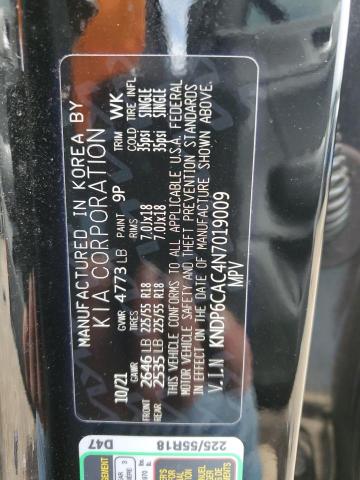 MANUFACTURED IN KOREA BY
KIA CORPORATION
10/21 GVWR 4773 LB PAINT 9P TRIM WK
GAWR TIRES RIMS COLD TIRE INFL.
FRONT 2646 LB 225/55 R18 7.0JX18 35psi SINGLE
REAR 2535 LB 225/55 R18 7.0JX18 35psi SINGLE
THIS VEHICLE CONFORMS TO ALL APPLICABLE U.S.A. FEDERAL
MOTOR VEHICLE SAFETY AND THEFT PREVENTION STANDARDS
IN EFFECT ON THE DATE OF MANUFACTURE SHOWN ABOVE.
V.I.N KNDP6CAC4N7019009
MPV
D47
225/55R18
3